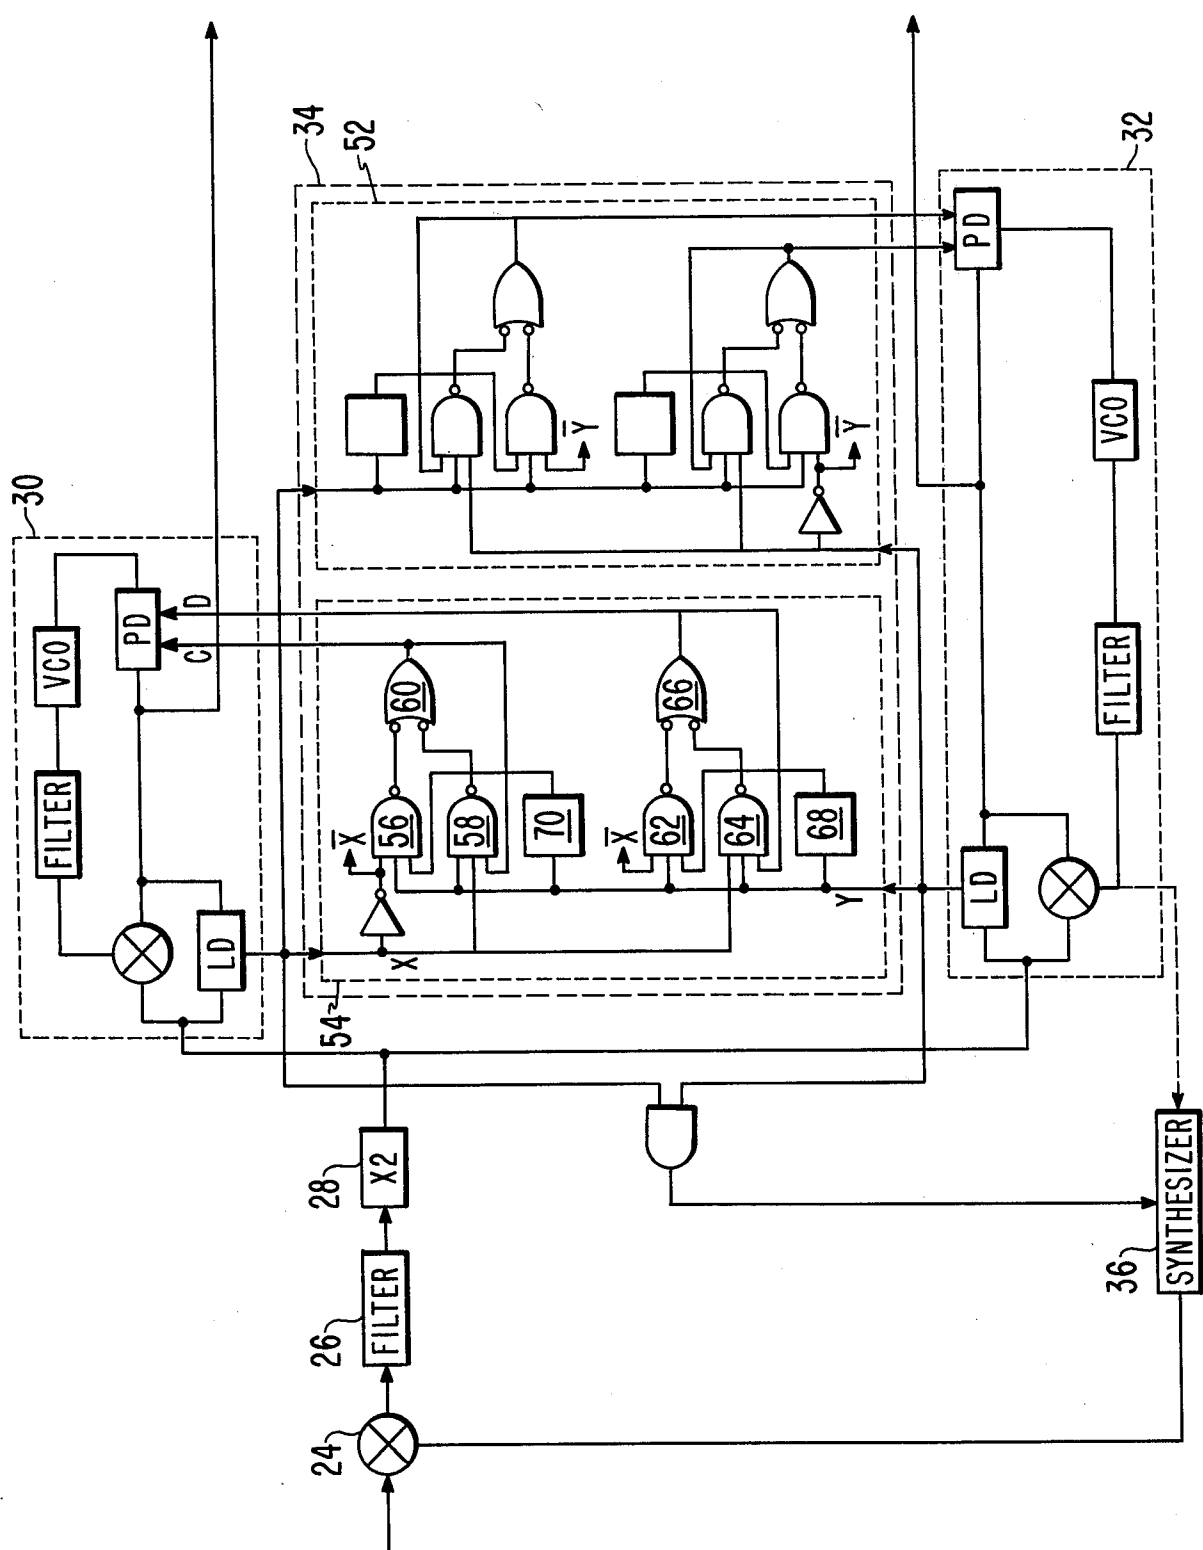 30
FILTER
VCO
PD
LD
C
D
34
52
54
X
X̅
56
58
60
70
X̅
62
64
66
68
Y
Y̅
Y̅
24
26
FILTER
28
X2
36
SYNTHESIZER
32
LD
FILTER
VCO
PD